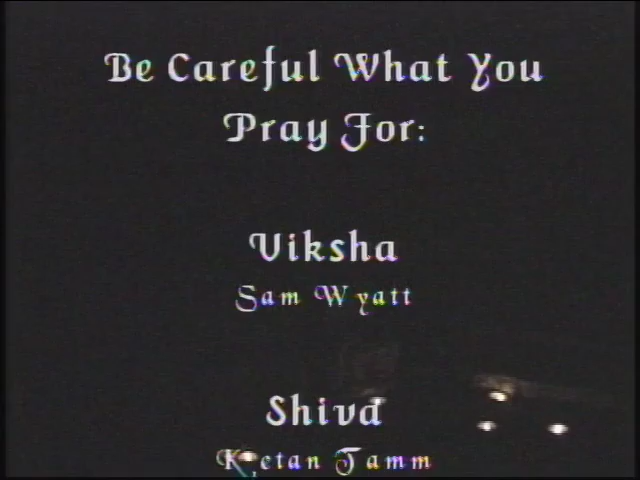 Be Careful What You
Pray For:
Viksha
Sam Wyatt
Shiva
Ketan Tamm